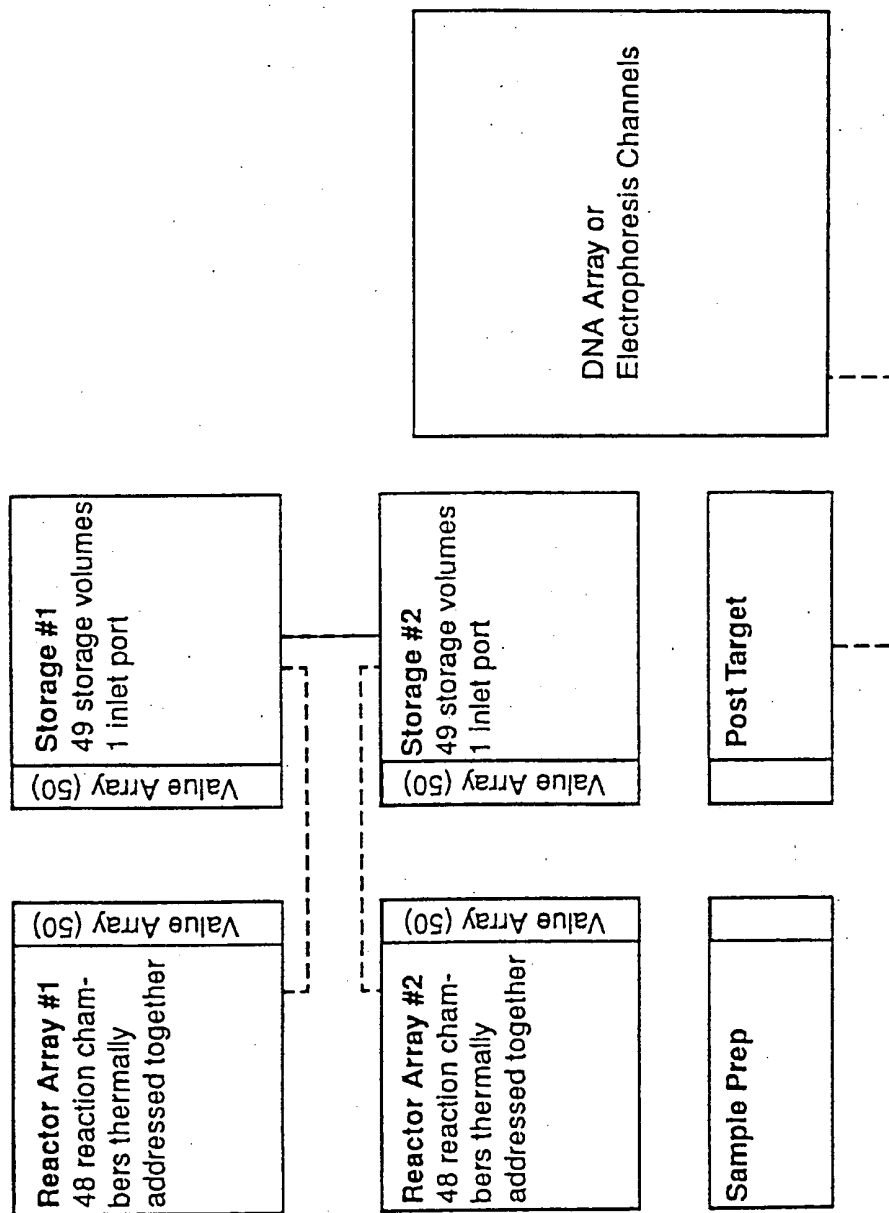 Reactor Array #1
48 reaction cham-
bers thermally
addressed together
Value Array (50)
Value Array (50)
Storage #1
49 storage volumes
1 inlet port
Reactor Array #2
48 reaction cham-
bers thermally
addressed together
Value Array (50)
Value Array (50)
Storage #2
49 storage volumes
1 inlet port
Sample Prep
Post Target
DNA Array or
Electrophoresis Channels